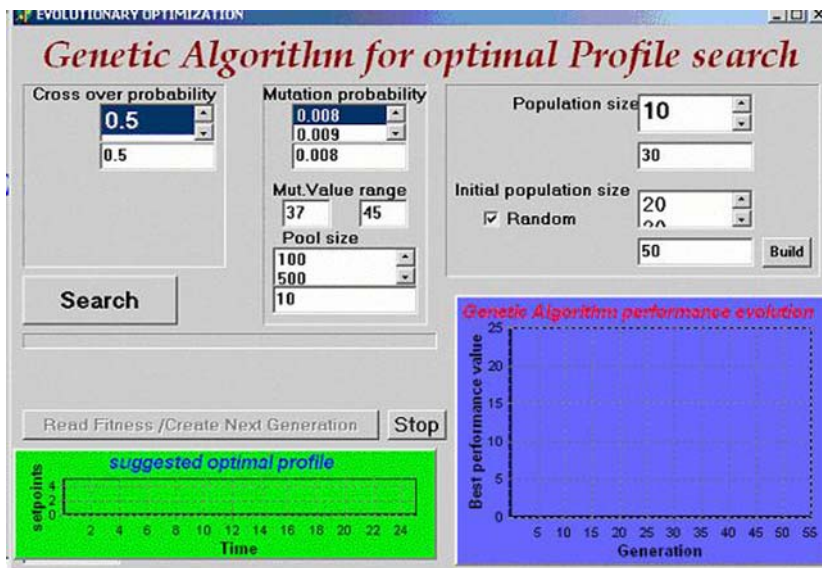 EVOLUTIONARY OPTIMIZATION
Genetic Algorithm for optimal Profile search
Cross over probability
0.5
0.5
Mutation probability
0.008
0.009
0.008
Mut.Value range
37 45
Pool size
100
500
10
Population size
10
30
Initial population size
Random
20
50
Build
Search
Read Fitness /Create Next Generation
Stop
suggested optimal profile
setpoints
4
2
0
2 4 6 8 10 12 14 16 18 20 22 24
Time
Genetic Algorithm performance evolution
Best performance value
25
20
15
10
5
0
5 10 15 20 25 30 35 40 45 50 55
Generation